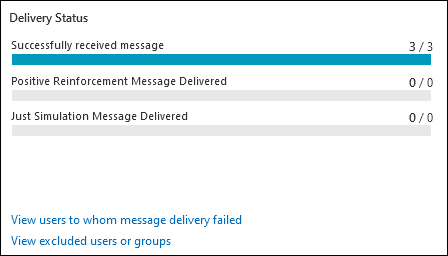 Delivery Status
Successfully received message 3 / 3
Positive Reinforcement Message Delivered 0 / 0
Just Simulation Message Delivered 0 / 0
View users to whom message delivery failed
View excluded users or groups